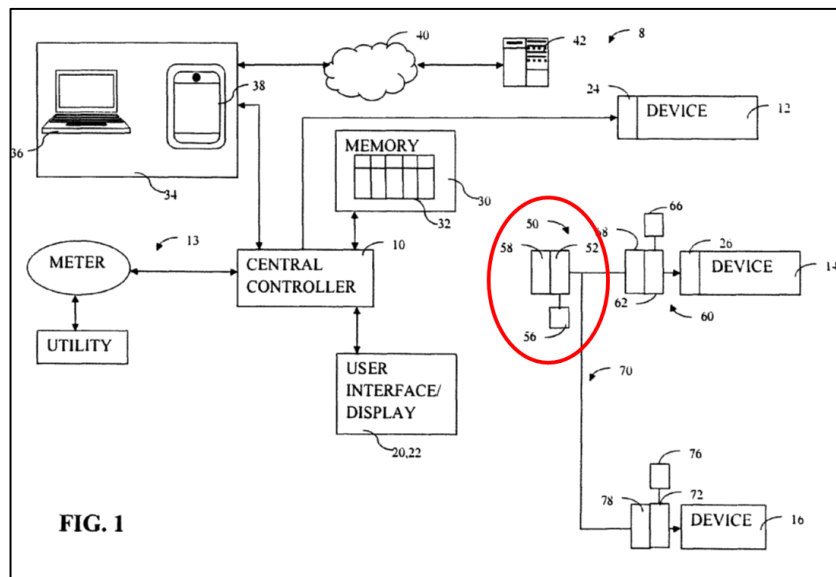 40
42
8
38
24
DEVICE
12
36
MEMORY
34
32
30
50
66
13
10
58
52
68
26
METER
CENTRAL
CONTROLLER
DEVICE
14
56
62
60
UTILITY
USER
INTERFACE/
DISPLAY
70
20,22
76
78
72
FIG. 1
DEVICE
16